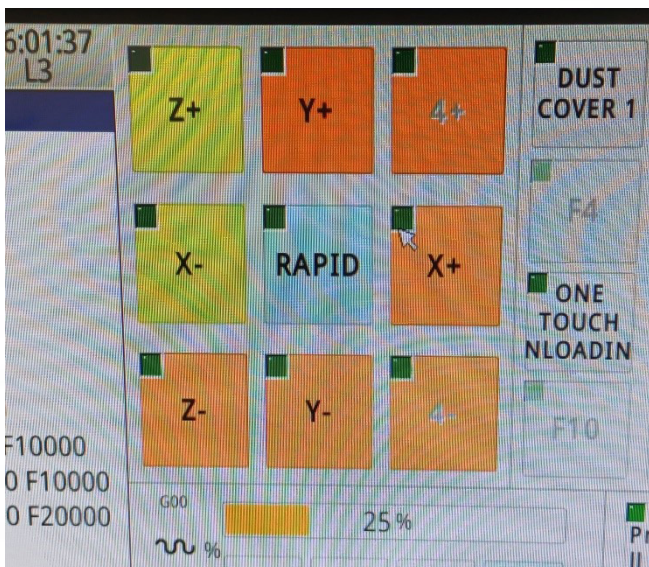 6:01:37
L3
Z+
Y+
4+
DUST
COVER 1
F4
X-
RAPID
X+
ONE
TOUCH
NLOADIN
Z-
Y-
4-
F10
F10000
0 F10000
0 F20000
G00
25 %
%